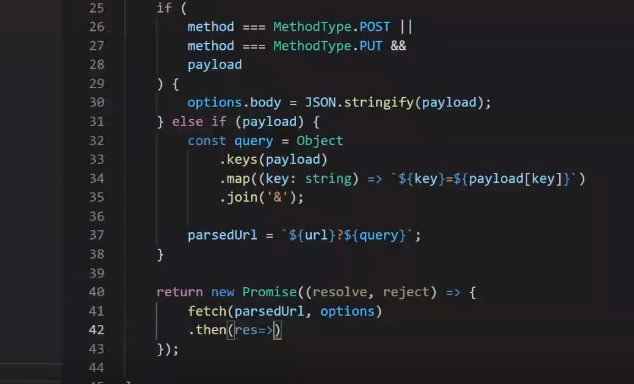 25 if (
26 method === MethodType.POST ||
27 method === MethodType.PUT &&
28 payload
29 ) {
30 options.body = JSON.stringify(payload);
31 } else if (payload) {
32 const query = Object
33 .keys(payload)
34 .map((key: string) => `${key}=${payload[key]}`)
35 .join('&');
36
37 parsedUrl = `${url}?${query}`;
38 }
39
40 return new Promise((resolve, reject) => {
41 fetch(parsedUrl, options)
42 .then(res=>)
43 });
44